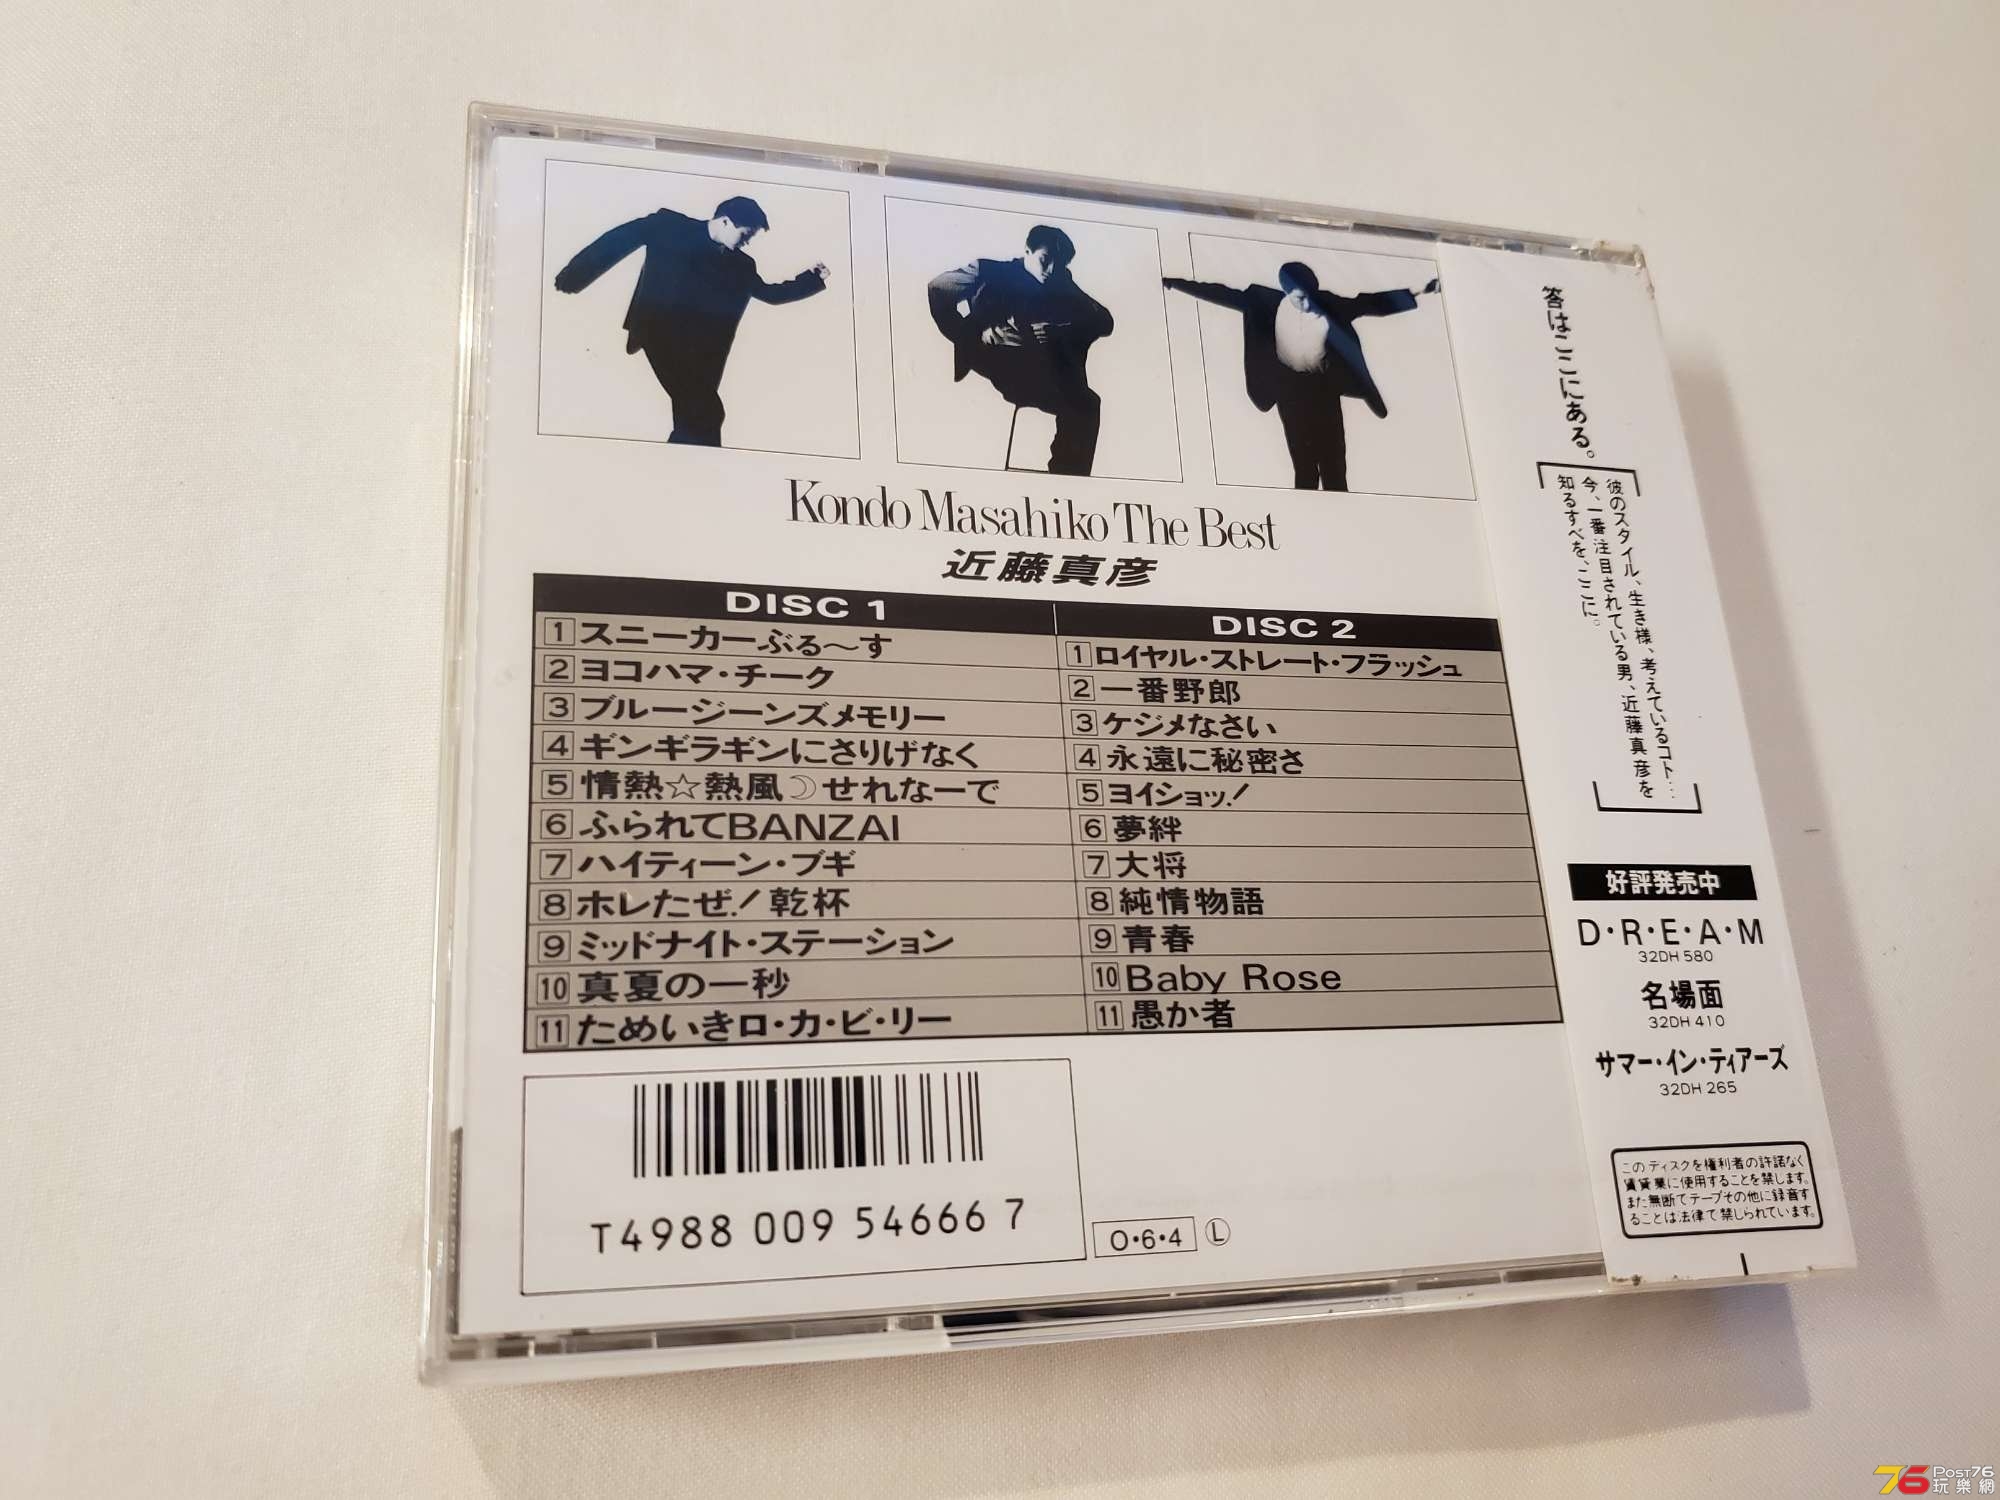 Kondo Masahiko The Best
近藤真彦
DISC 1
1 スニーカーぶる〜す
2 ヨコハマ・チーク
3 ブルージーンズメモリー
4 ギンギラギンにさりげなく
5 情熱☆熱風☽せれなーで
6 ふられてBANZAI
7 ハイティーン・ブギ
8 ホレたぜ!乾杯
9 ミッドナイト・ステーション
10 真夏の一秒
11 ためいきロ・カ・ビ・リー
DISC 2
1 ロイヤル・ストレート・フラッシュ
2 一番野郎
3 ケジメなさい
4 永遠に秘密さ
5 ヨイショッ!
6 夢絆
7 大将
8 純情物語
9 青春
10 Baby Rose
11 愚か者
T4988 009 54666 7
0・6・4 Ⓛ
答はここにある。
彼のスタイル、生き様、考えているコト…
今、一番注目されている男、近藤真彦を
知るすべを、ここに。
好評発売中
D・R・E・A・M
32DH 580
名場面
32DH 410
サマー・イン・ティアーズ
32DH 265
このディスクを権利者の許諾なく
賃貸業に使用することを禁じます。
また無断でテープその他に録音す
ることは法律で禁じられています。
76 Post76
玩樂網